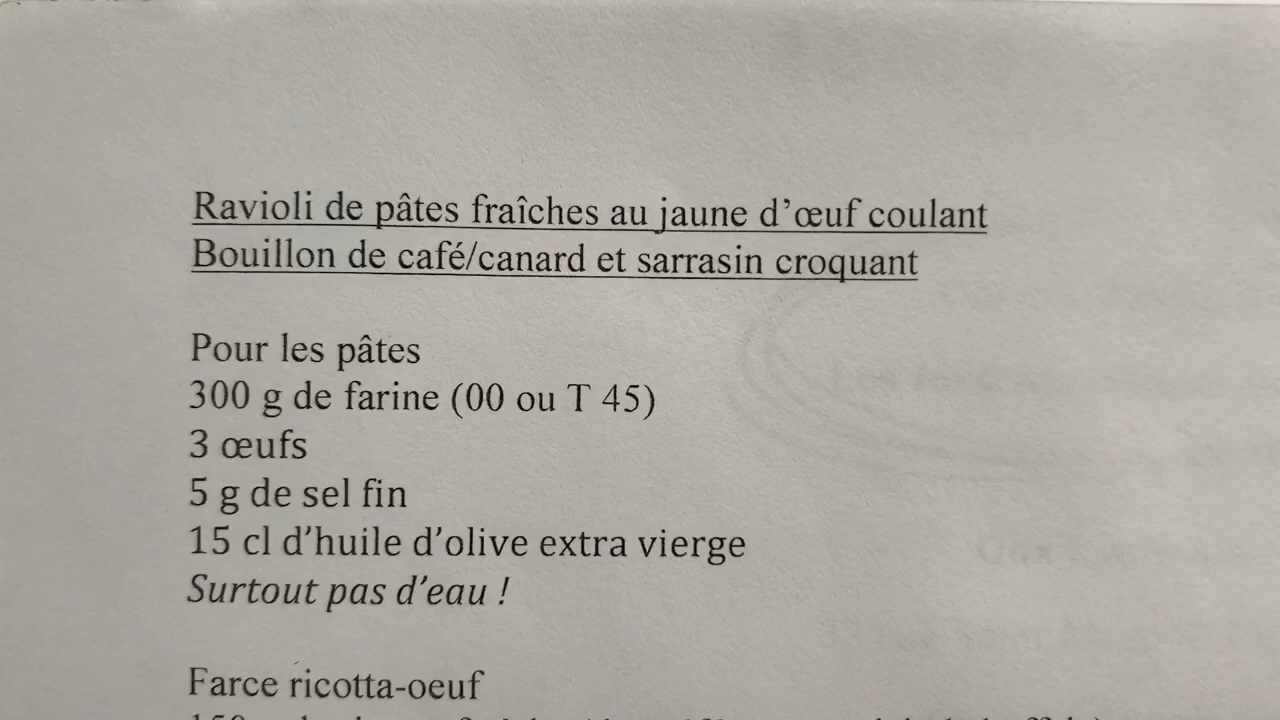 Ravioli de pâtes fraîches au jaune d’œuf coulant
Bouillon de café/canard et sarrasin croquant
Pour les pâtes
300 g de farine (00 ou T 45)
3 œufs
5 g de sel fin
15 cl d’huile d’olive extra vierge
Surtout pas d’eau !
Farce ricotta-oeuf